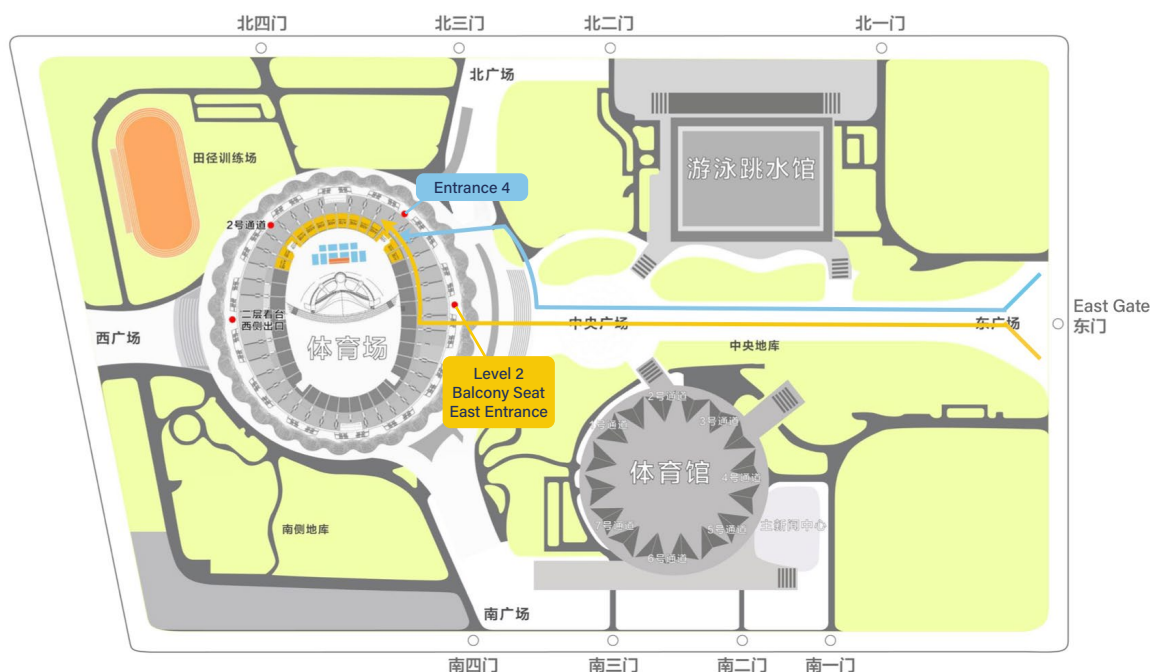 北四门
北三门
北二门
北一门
北广场
田径训练场
游泳跳水馆
Entrance 4
2号通道
二层看台
西侧出口
西广场
体育场
中央广场
东广场
East Gate
东门
中央地库
Level 2
Balcony Seat
East Entrance
2号通道
1号通道
3号通道
体育馆
4号通道
7号通道
5号通道
主新闻中心
6号通道
南侧地库
南广场
南四门
南三门
南二门
南一门